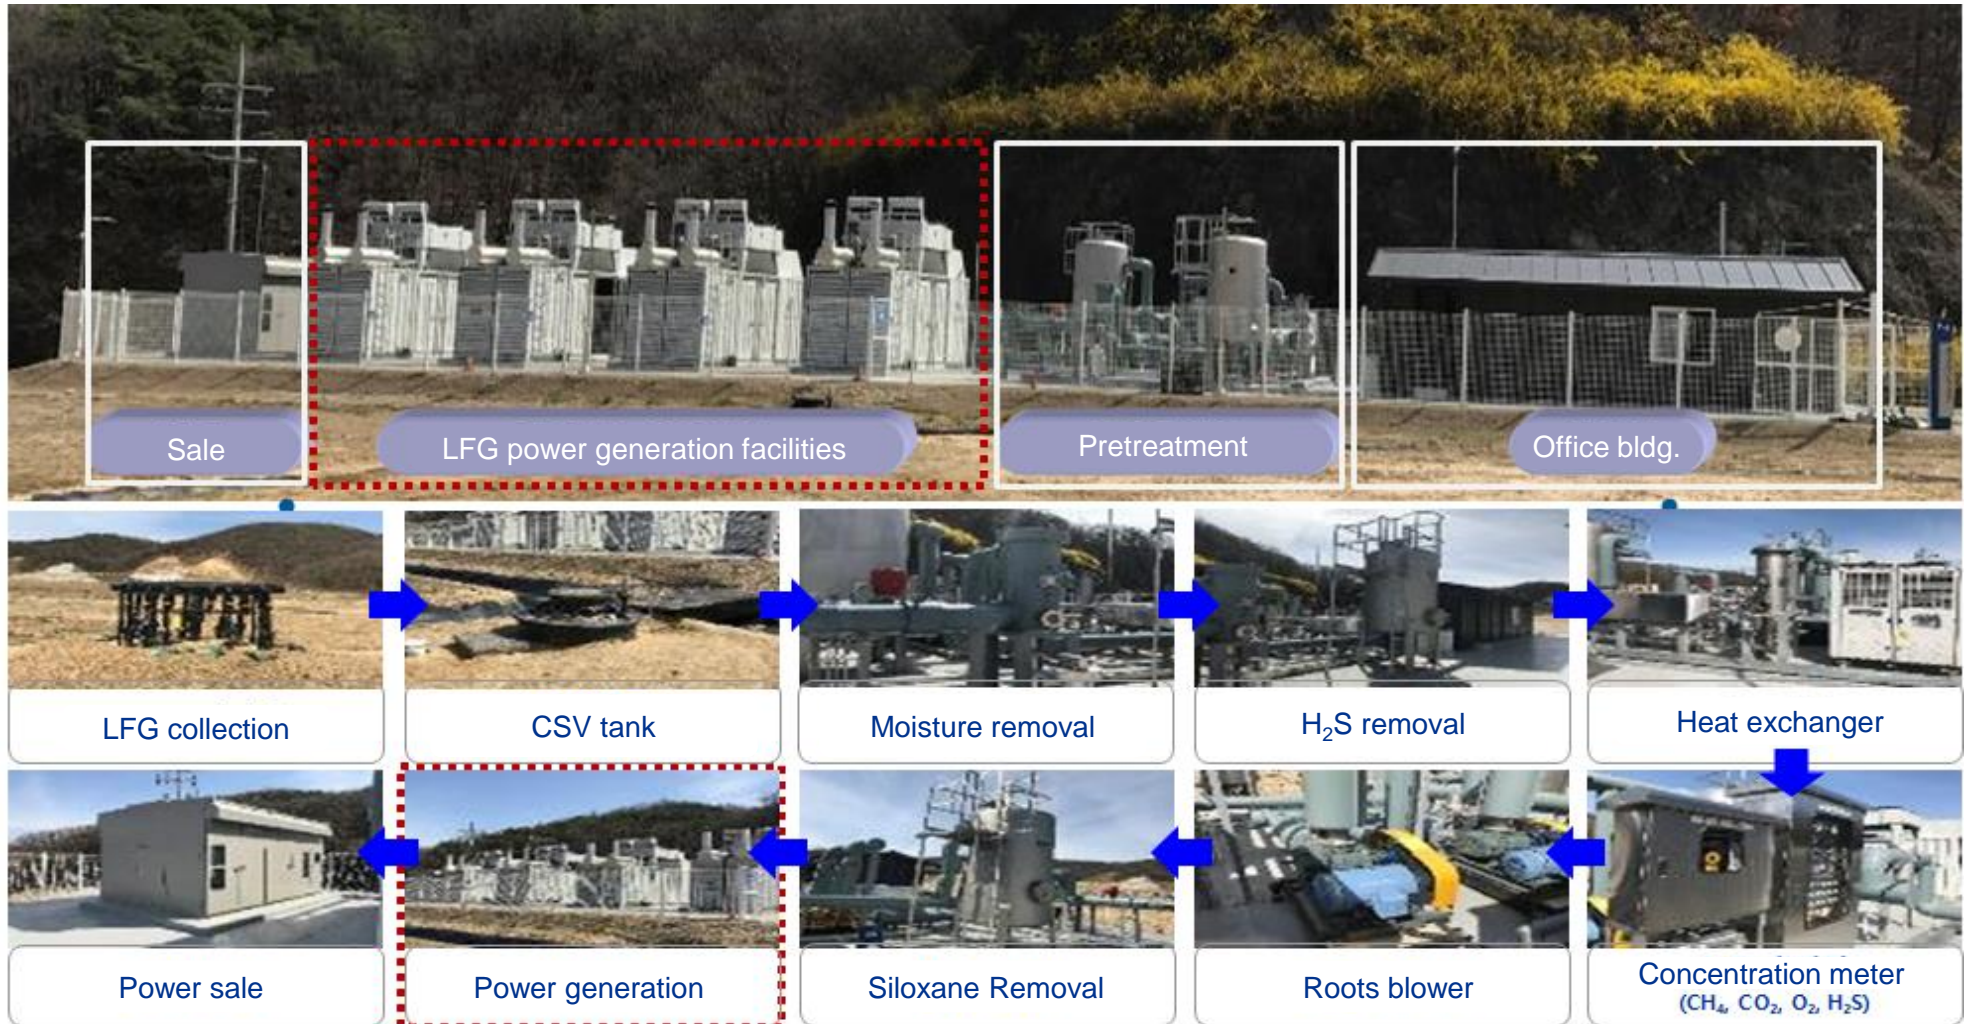 Sale
LFG power generation facilities
Pretreatment
Office bldg.
LFG collection
CSV tank
Moisture removal
H₂S removal
Heat exchanger
Power sale
Power generation
Siloxane Removal
Roots blower
Concentration meter
(CH₄, CO₂, O₂, H₂S)